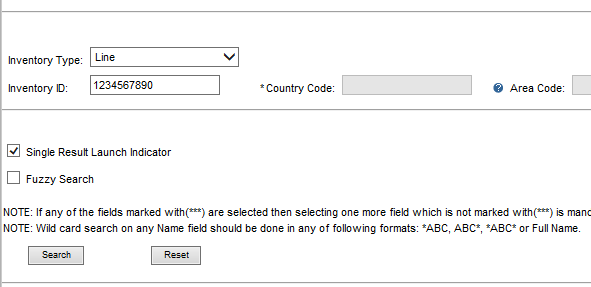 Inventory Type: Line
Inventory ID: 1234567890 *Country Code: ? Area Code:
Single Result Launch Indicator
Fuzzy Search
NOTE: If any of the fields marked with(***) are selected then selecting one more field which is not marked with(***) is
NOTE: Wild card search on any Name field should be done in any of following formats: *ABC, ABC*, *ABC* or Full Name.
Search Reset